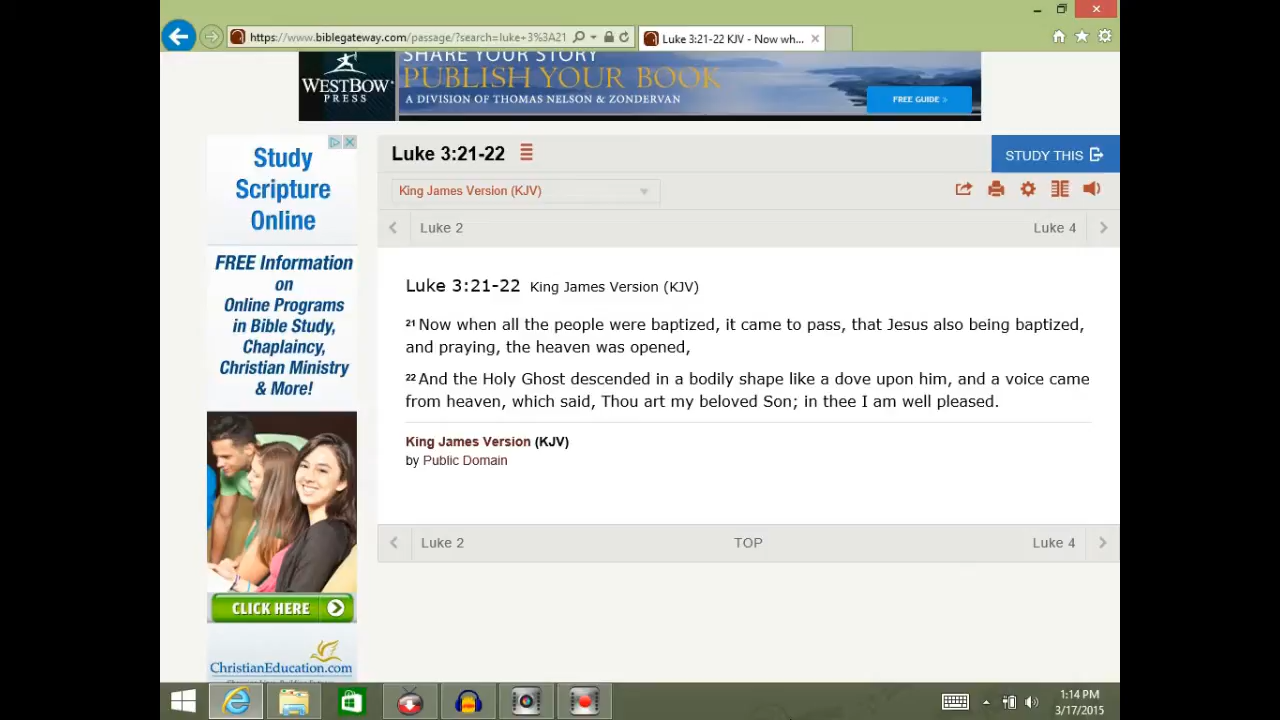 https://www.biblegateway.com/passage/?search=luke+3%3A21
Luke 3:21-22 KJV - Now wh...
SHARE YOUR STORY
PUBLISH YOUR BOOK
A DIVISION OF THOMAS NELSON & ZONDERVAN
WESTBOW
PRESS
FREE GUIDE >
Study
Scripture
Online
FREE Information
on
Online Programs
in Bible Study,
Chaplaincy,
Christian Ministry
& More!
CLICK HERE
ChristianEducation.com
Luke 3:21-22
STUDY THIS
King James Version (KJV)
Luke 2
Luke 4
Luke 3:21-22 King James Version (KJV)
21 Now when all the people were baptized, it came to pass, that Jesus also being baptized,
and praying, the heaven was opened,
22 And the Holy Ghost descended in a bodily shape like a dove upon him, and a voice came
from heaven, which said, Thou art my beloved Son; in thee I am well pleased.
King James Version (KJV)
by Public Domain
Luke 2
TOP
Luke 4
1:14 PM
3/17/2015